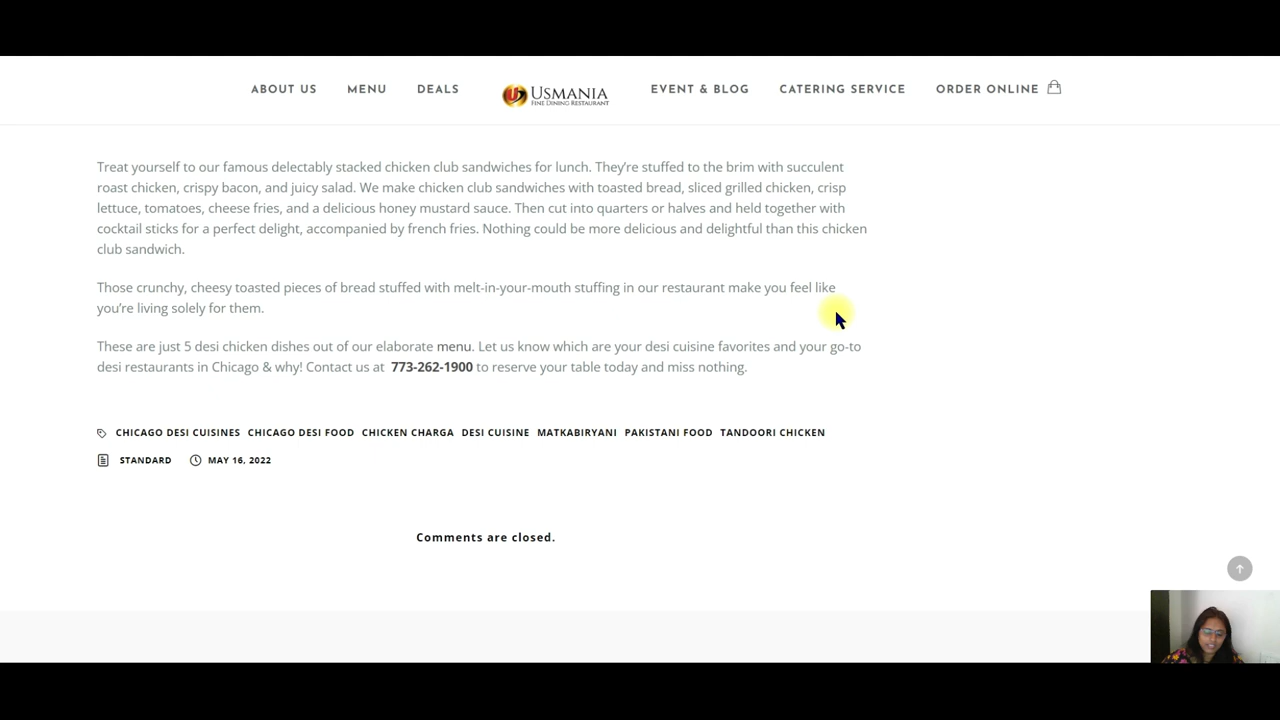 ABOUT US MENU DEALS USMANIA EVENT & BLOG CATERING SERVICE ORDER ONLINE
FINE DINING RESTAURANT
Treat yourself to our famous delectably stacked chicken club sandwiches for lunch. They’re stuffed to the brim with succulent
roast chicken, crispy bacon, and juicy salad. We make chicken club sandwiches with toasted bread, sliced grilled chicken, crisp
lettuce, tomatoes, cheese fries, and a delicious honey mustard sauce. Then cut into quarters or halves and held together with
cocktail sticks for a perfect delight, accompanied by french fries. Nothing could be more delicious and delightful than this chicken
club sandwich.
Those crunchy, cheesy toasted pieces of bread stuffed with melt-in-your-mouth stuffing in our restaurant make you feel like
you’re living solely for them.
These are just 5 desi chicken dishes out of our elaborate menu. Let us know which are your desi cuisine favorites and your go-to
desi restaurants in Chicago & why! Contact us at 773-262-1900 to reserve your table today and miss nothing.
CHICAGO DESI CUISINES CHICAGO DESI FOOD CHICKEN CHARGA DESI CUISINE MATKABIRYANI PAKISTANI FOOD TANDOORI CHICKEN
STANDARD MAY 16, 2022
Comments are closed.